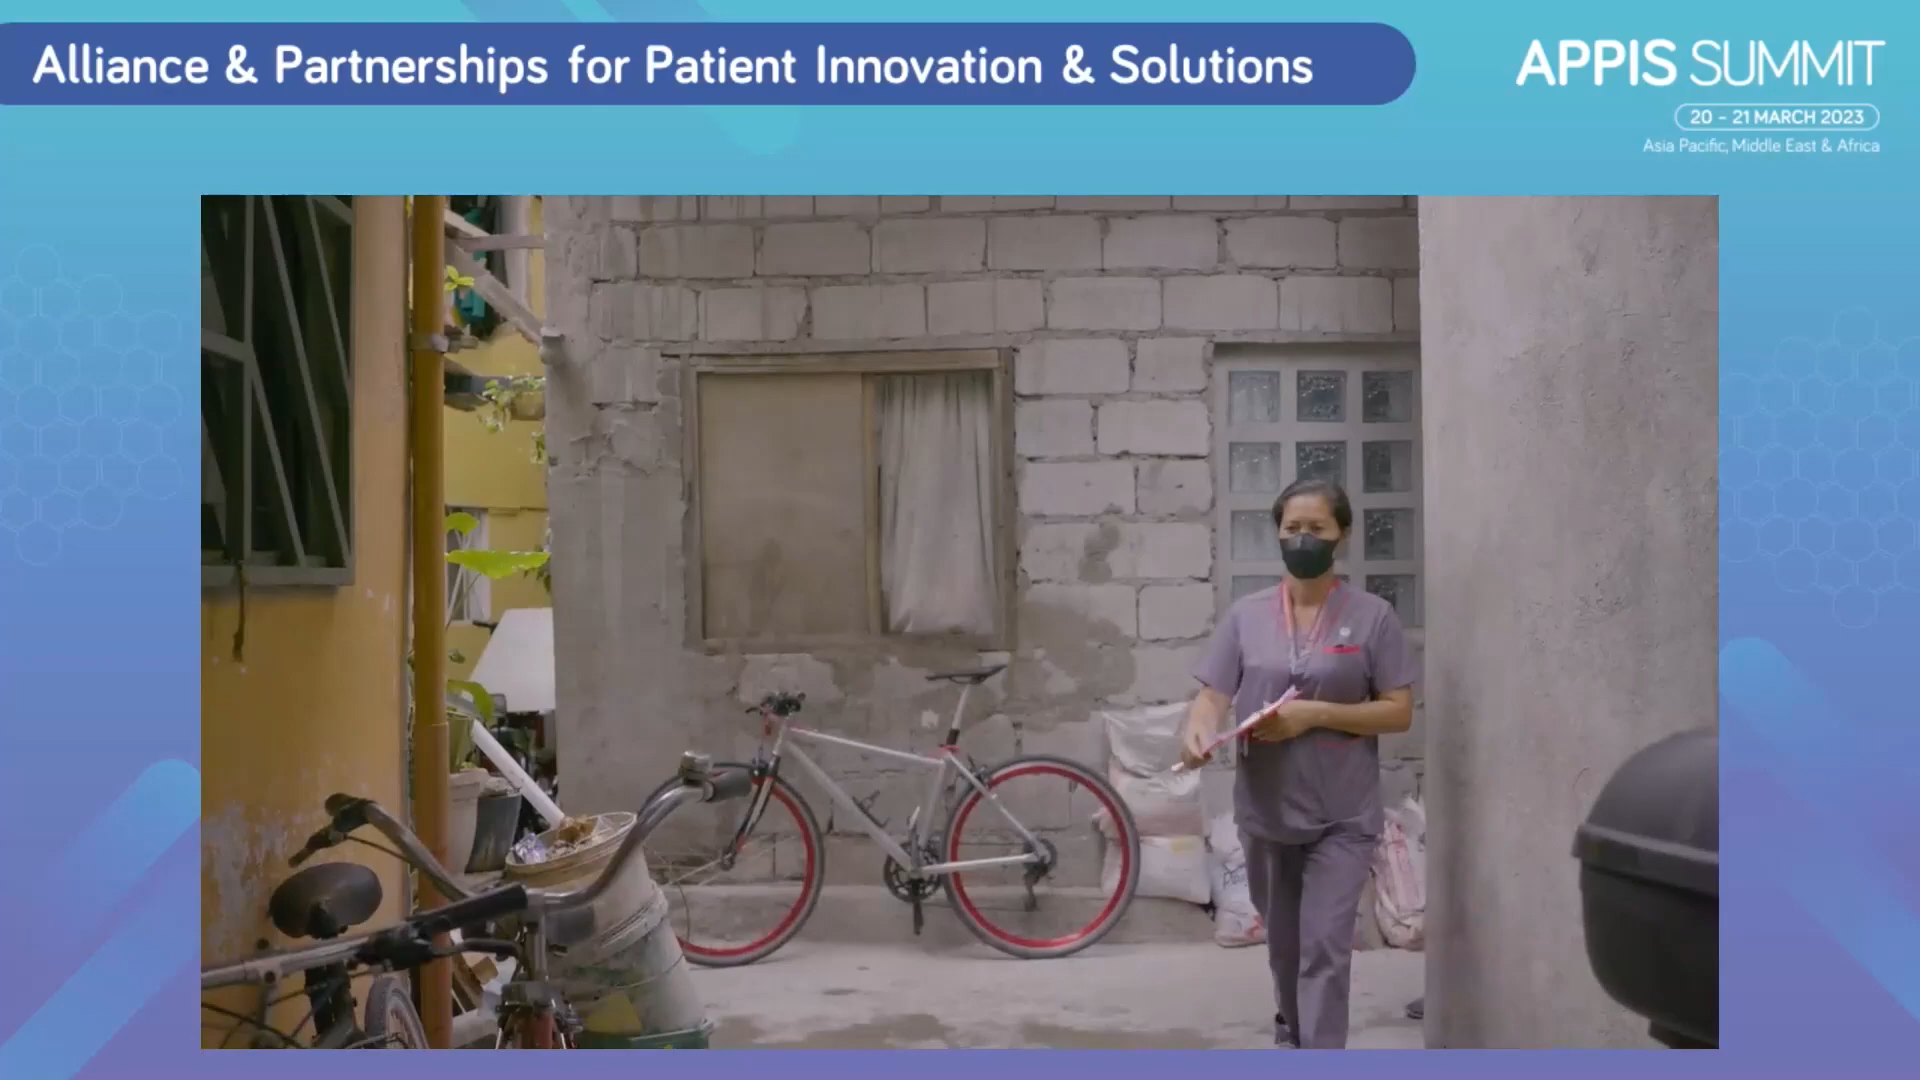 Alliance & Partnerships for Patient Innovation & Solutions
APPIS SUMMIT
20 - 21 MARCH 2023
Asia Pacific, Middle East & Africa